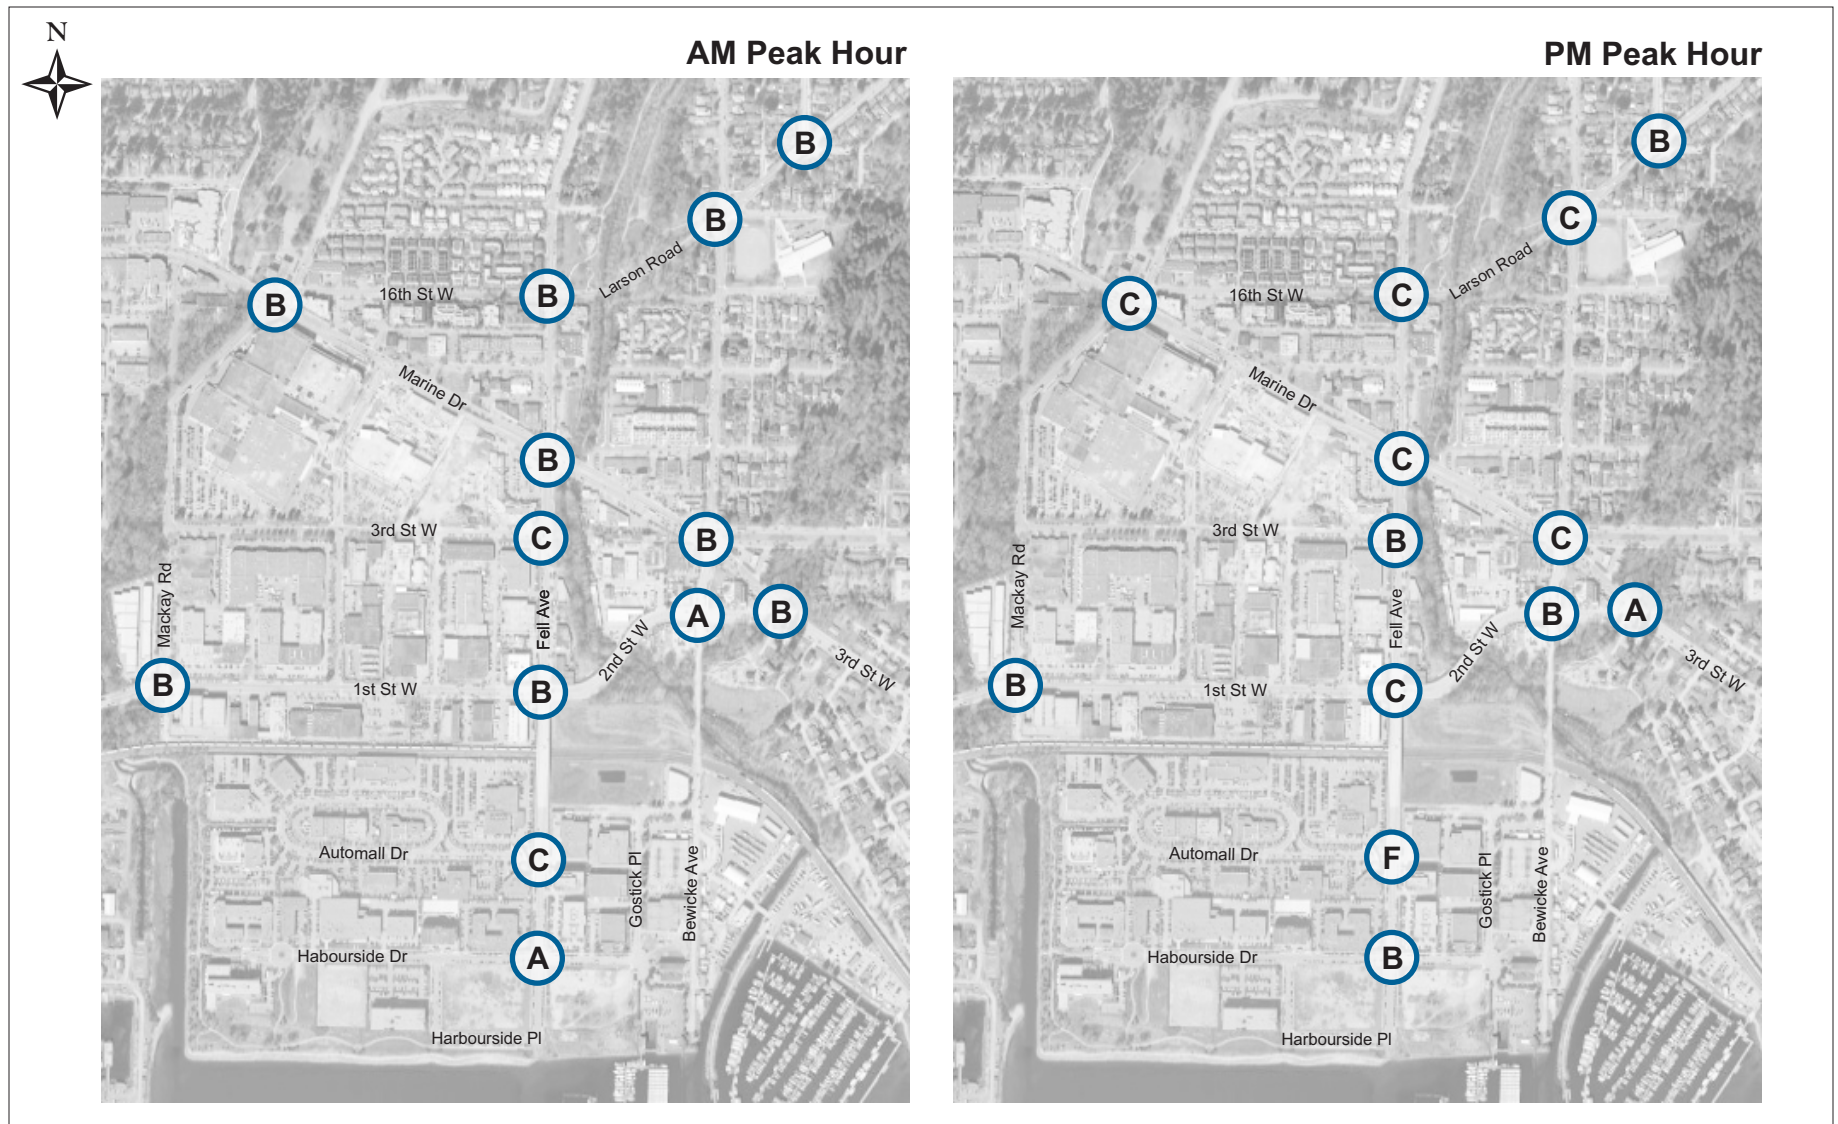 N
AM Peak Hour
B
B
Larson Road
B
16th St W
B
Marine Dr
B
C
3rd St W
B
Mackay Rd
Fell Ave
A
B
2nd St W
3rd St W
B
1st St W
B
Automall Dr
C
Gostick Pl
Bewicke Ave
Habourside Dr
A
Harbourside Pl
PM Peak Hour
B
C
Larson Road
C
16th St W
C
Marine Dr
C
3rd St W
B
C
Mackay Rd
Fell Ave
B
A
2nd St W
3rd St W
B
1st St W
C
Automall Dr
F
Gostick Pl
Bewicke Ave
Habourside Dr
B
Harbourside Pl